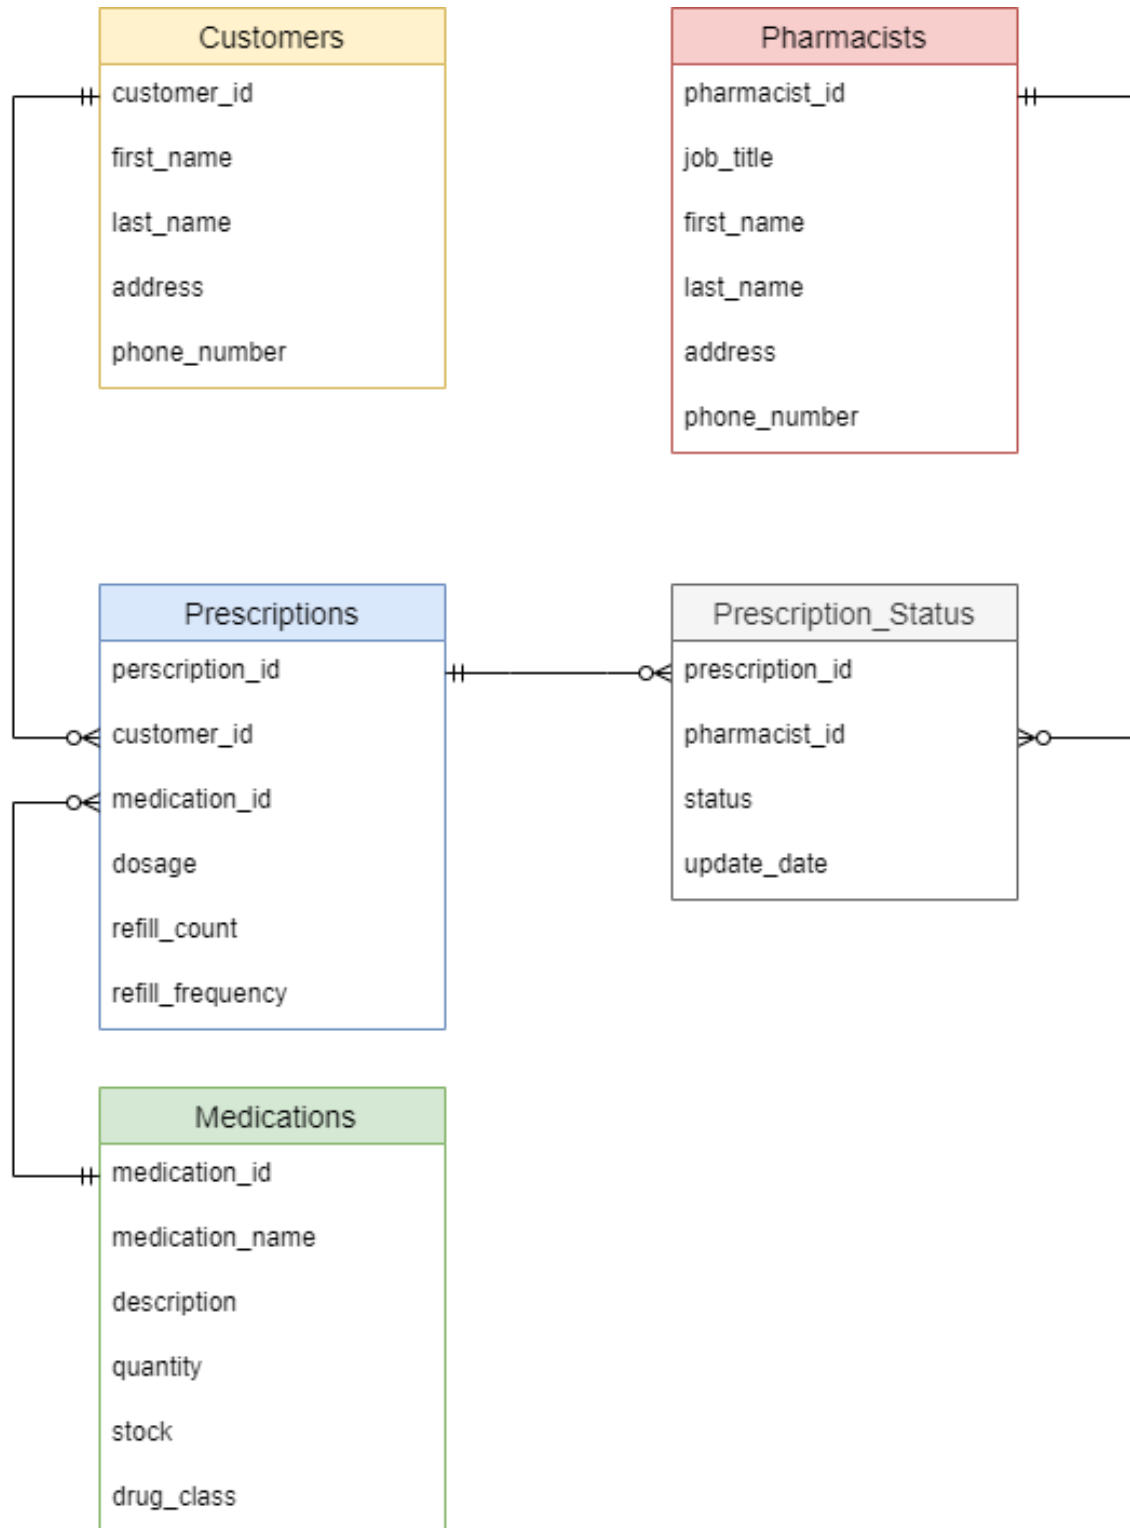 Customers
customer_id
first_name
last_name
address
phone_number
Pharmacists
pharmacist_id
job_title
first_name
last_name
address
phone_number
Prescriptions
perscription_id
customer_id
medication_id
dosage
refill_count
refill_frequency
Prescription_Status
prescription_id
pharmacist_id
status
update_date
Medications
medication_id
medication_name
description
quantity
stock
drug_class